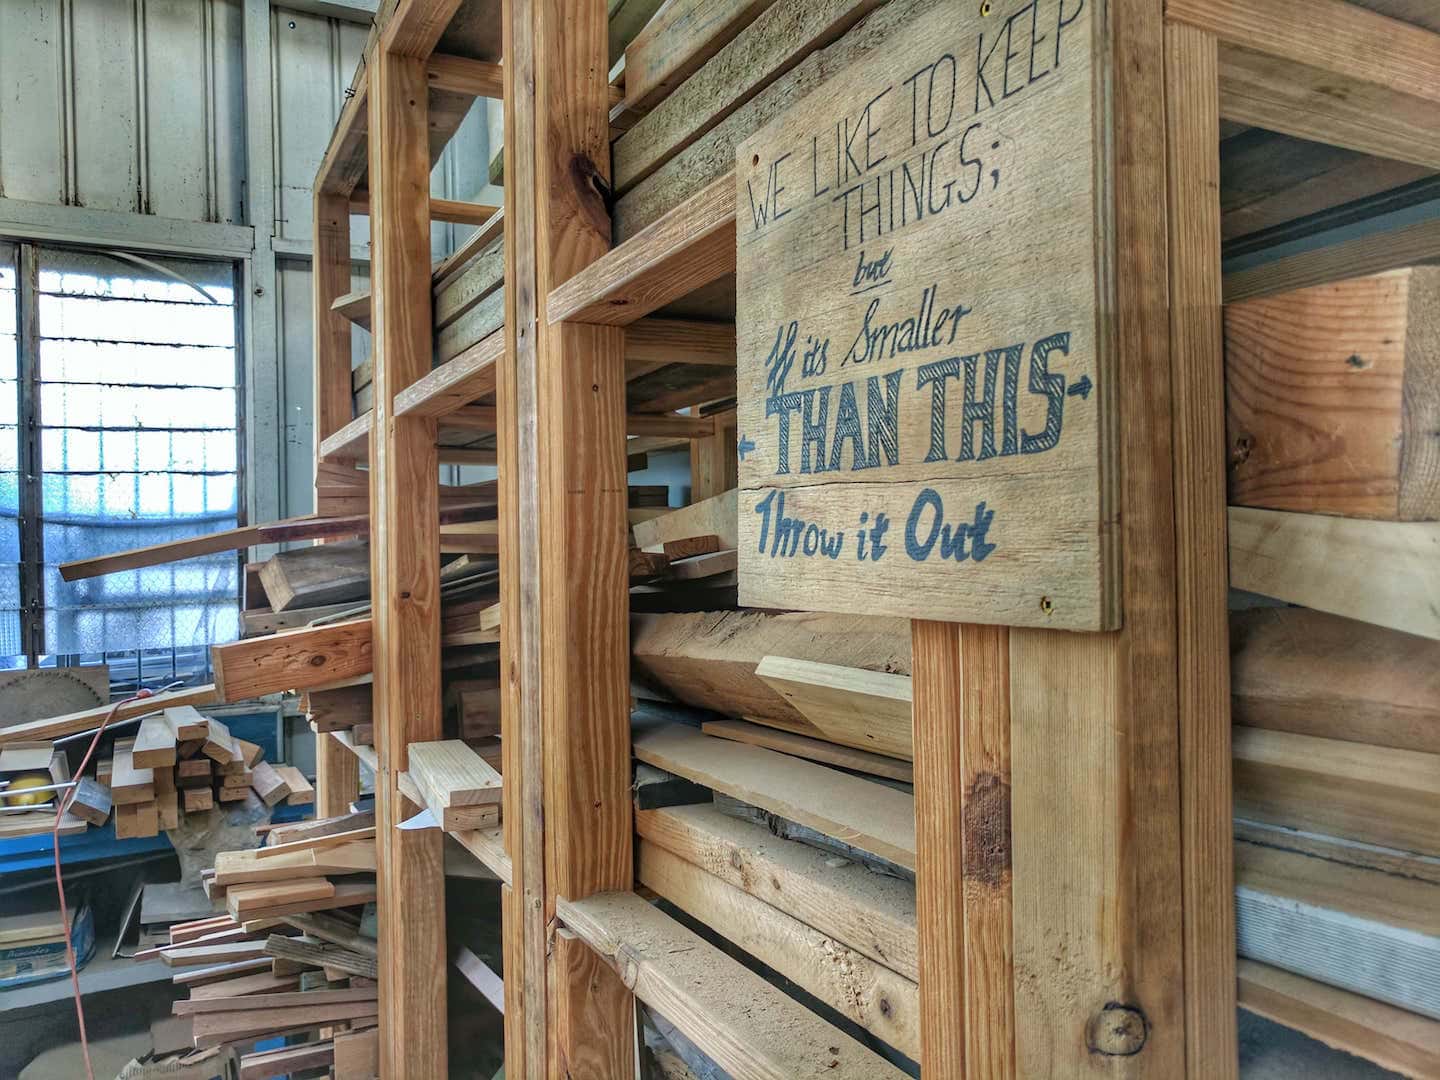 WE LIKE TO KEEP
THINGS;
but
If its Smaller
THAN THIS
Throw it Out